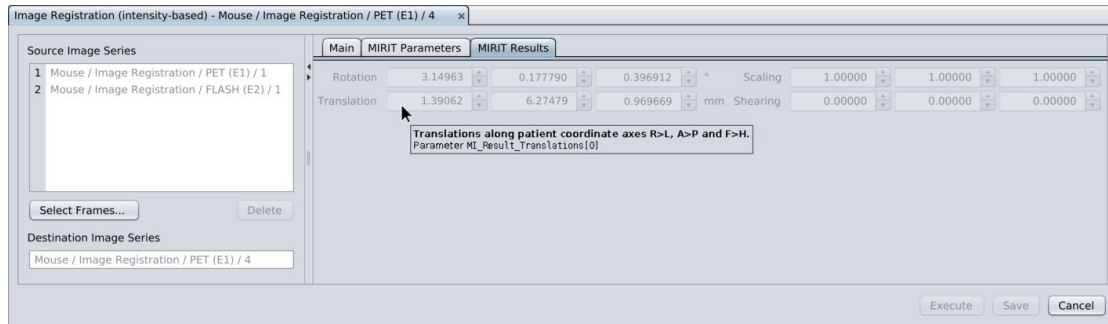 Image Registration (intensity-based) - Mouse / Image Registration / PET (E1) / 4 ×
Source Image Series
1 Mouse / Image Registration / PET (E1) / 1
2 Mouse / Image Registration / FLASH (E2) / 1
Select Frames... Delete
Destination Image Series
Mouse / Image Registration / PET (E1) / 4
Main MIRIT Parameters MIRIT Results
Rotation 3.14963 0.177790 0.396912 ° Scaling 1.00000 1.00000 1.00000
Translation 1.39062 6.27479 0.969669 mm Shearing 0.00000 0.00000 0.00000
Translations along patient coordinate axes R>L, A>P and F>H.
Parameter MI_Result_Translations[0]
Execute Save Cancel